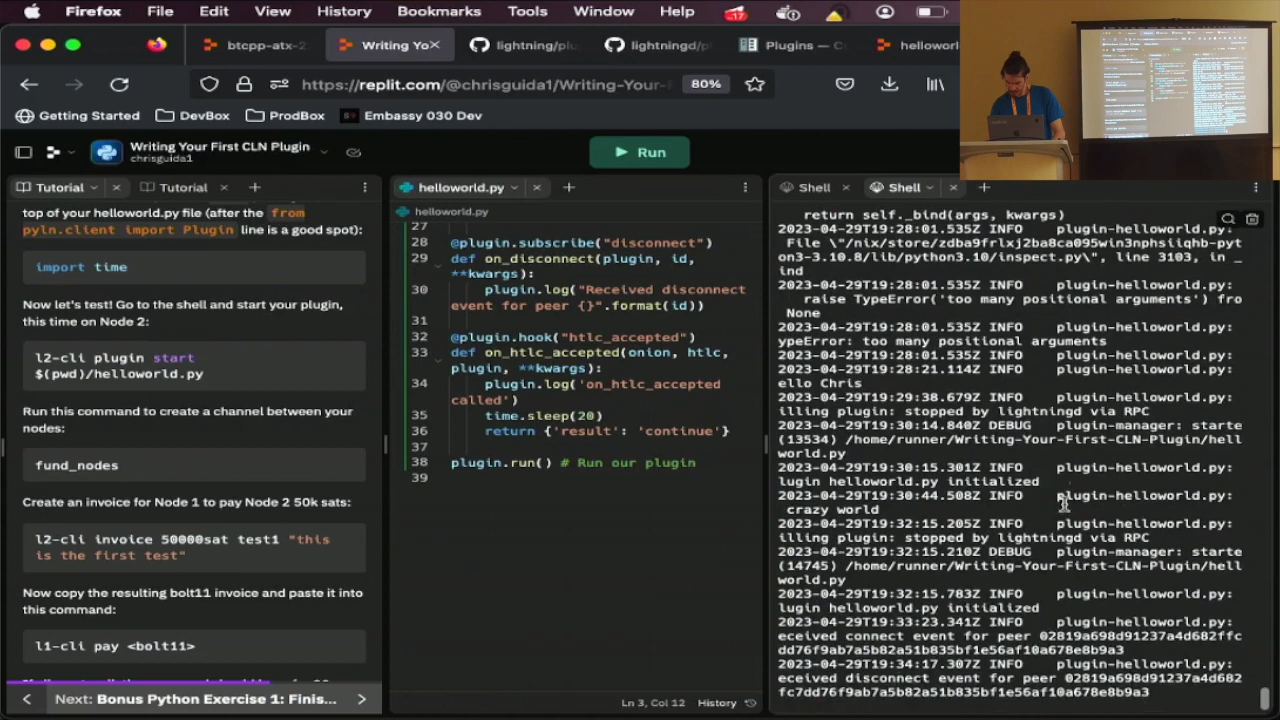 Firefox File Edit View History Bookmarks Tools Window Help
btcpp-atx-2 Writing Yo lightning/plu lightningd/p Plugins — C hellowor
https://replit.com/@chrisguida1/Writing-Your-F 80%
Getting Started DevBox ProdBox Embassy 030 Dev
Writing Your First CLN Plugin
chrisguida1
Run
Tutorial Tutorial
top of your helloworld.py file (after the from
pyln.client import Plugin line is a good spot):
import time
Now let's test! Go to the shell and start your plugin,
this time on Node 2:
l2-cli plugin start
$(pwd)/helloworld.py
Run this command to create a channel between your
nodes:
fund_nodes
Create an invoice for Node 1 to pay Node 2 50k sats:
l2-cli invoice 50000sat test1 "this
is the first test"
Now copy the resulting bolt11 invoice and paste it into
this command:
l1-cli pay <bolt11>
Next: Bonus Python Exercise 1: Finis...
helloworld.py
helloworld.py
27
28 @plugin.subscribe("disconnect")
29 def on_disconnect(plugin, id,
**kwargs):
30 plugin.log("Received disconnect
event for peer {}".format(id))
31
32 @plugin.hook("htlc_accepted")
33 def on_htlc_accepted(onion, htlc,
plugin, **kwargs):
34 plugin.log('on_htlc_accepted
called')
35 time.sleep(20)
36 return {'result': 'continue'}
37
38 plugin.run() # Run our plugin
39
Ln 3, Col 12 History
Shell Shell
return self._bind(args, kwargs)
2023-04-29T19:28:01.535Z INFO plugin-helloworld.py:
File \"/nix/store/zdba9frlxj2ba8ca095win3nphsiiqhb-pyt
on3-3.10.8/lib/python3.10/inspect.py\", line 3103, in _
ind
2023-04-29T19:28:01.535Z INFO plugin-helloworld.py:
raise TypeError('too many positional arguments') fro
None
2023-04-29T19:28:01.535Z INFO plugin-helloworld.py:
ypeError: too many positional arguments
2023-04-29T19:28:01.535Z INFO plugin-helloworld.py:
2023-04-29T19:28:21.114Z INFO plugin-helloworld.py:
ello Chris
2023-04-29T19:29:38.679Z INFO plugin-helloworld.py:
illing plugin: stopped by lightningd via RPC
2023-04-29T19:30:14.840Z DEBUG plugin-manager: starte
(13534) /home/runner/Writing-Your-First-CLN-Plugin/hell
world.py
2023-04-29T19:30:15.301Z INFO plugin-helloworld.py:
lugin helloworld.py initialized
2023-04-29T19:30:44.508Z INFO plugin-helloworld.py:
crazy world
2023-04-29T19:32:15.205Z INFO plugin-helloworld.py:
illing plugin: stopped by lightningd via RPC
2023-04-29T19:32:15.210Z DEBUG plugin-manager: starte
(14745) /home/runner/Writing-Your-First-CLN-Plugin/hell
world.py
2023-04-29T19:32:15.783Z INFO plugin-helloworld.py:
lugin helloworld.py initialized
2023-04-29T19:33:23.341Z INFO plugin-helloworld.py:
eceived connect event for peer 02819a698d91237a4d682ffc
dd76f9ab7a5b82a51b835bf1e56af10a678e8b9a3
2023-04-29T19:34:17.307Z INFO plugin-helloworld.py:
eceived disconnect event for peer 02819a698d91237a4d682
ffc7dd76f9ab7a5b82a51b835bf1e56af10a678e8b9a3